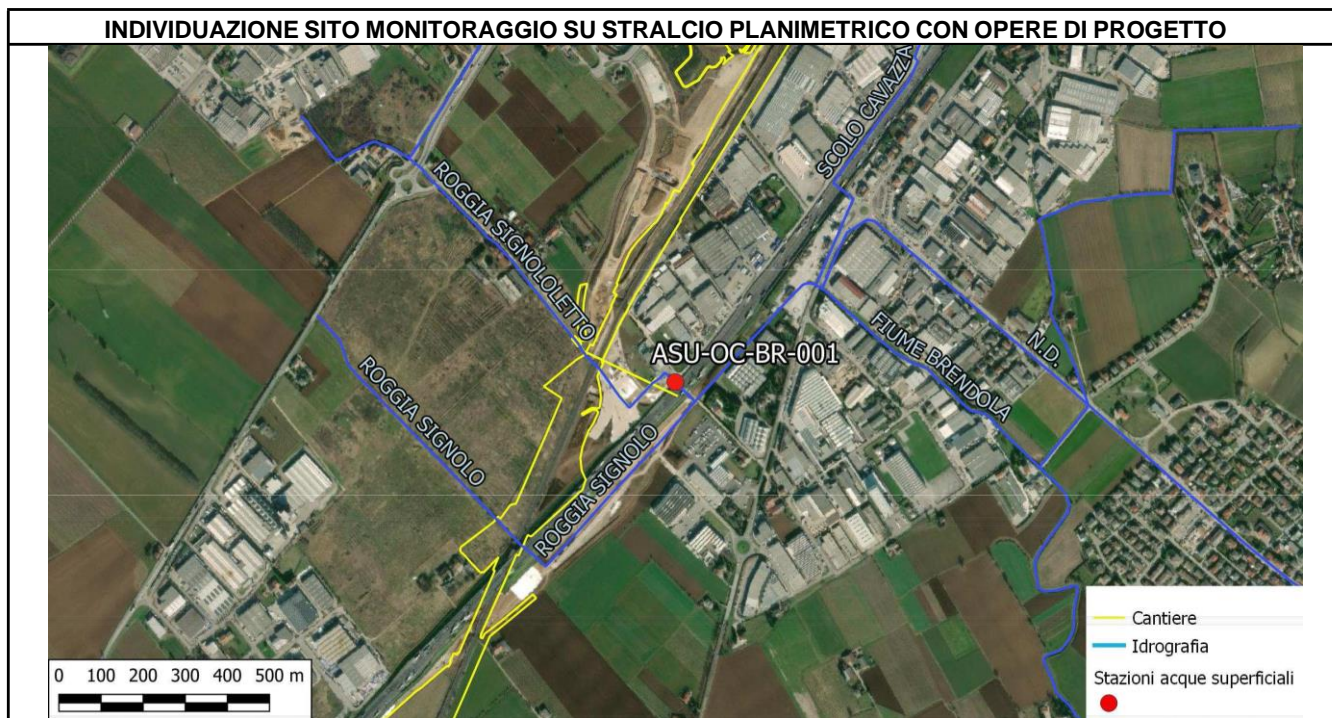 INDIVIDUAZIONE SITO MONITORAGGIO SU STRALCIO PLANIMETRICO CON OPERE DI PROGETTO
SCOLO CAVAZZA
ROGGIA SIGNOLOLETTO
ASU-OC-BR-001
FIUME BRENDOLA
N.D.
ROGGIA SIGNOLO
ROGGIA SIGNOLO
Cantiere
Idrografia
Stazioni acque superficiali
0 100 200 300 400 500 m